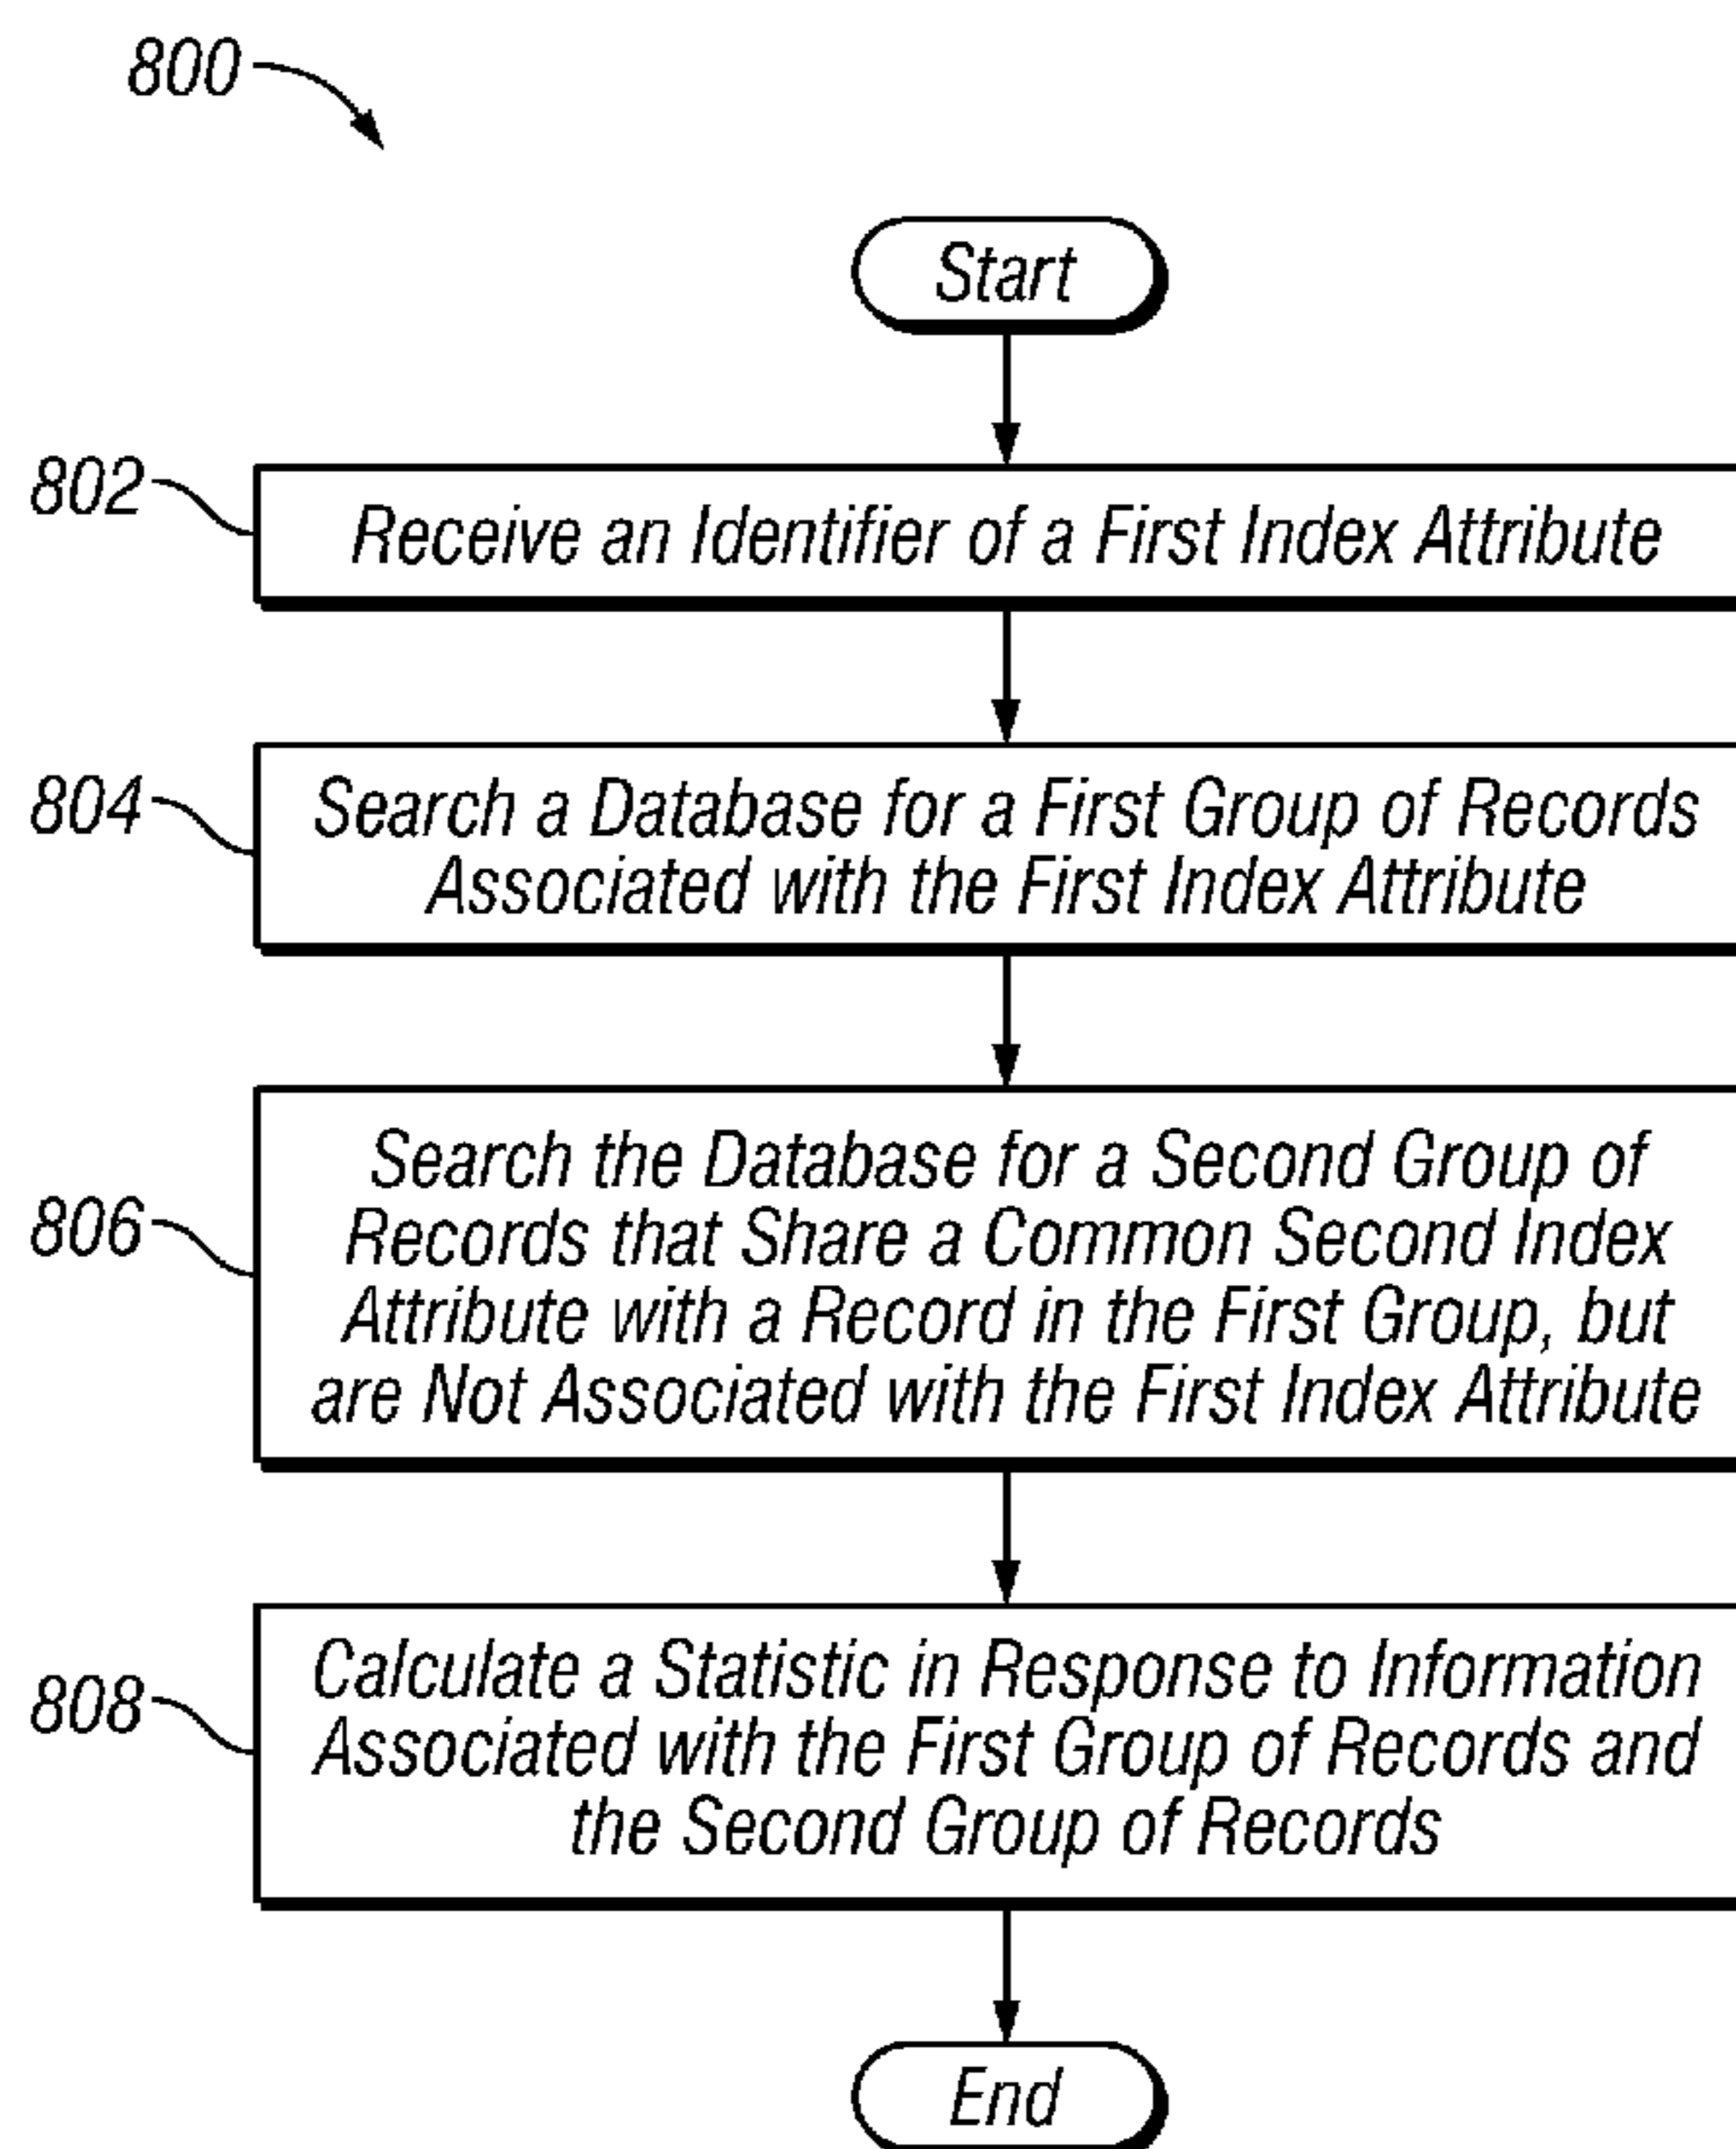 800
Start
802
Receive an Identifier of a First Index Attribute
804
Search a Database for a First Group of Records
Associated with the First Index Attribute
806
Search the Database for a Second Group of
Records that Share a Common Second Index
Attribute with a Record in the First Group, but
are Not Associated with the First Index Attribute
808
Calculate a Statistic in Response to Information
Associated with the First Group of Records and
the Second Group of Records
End